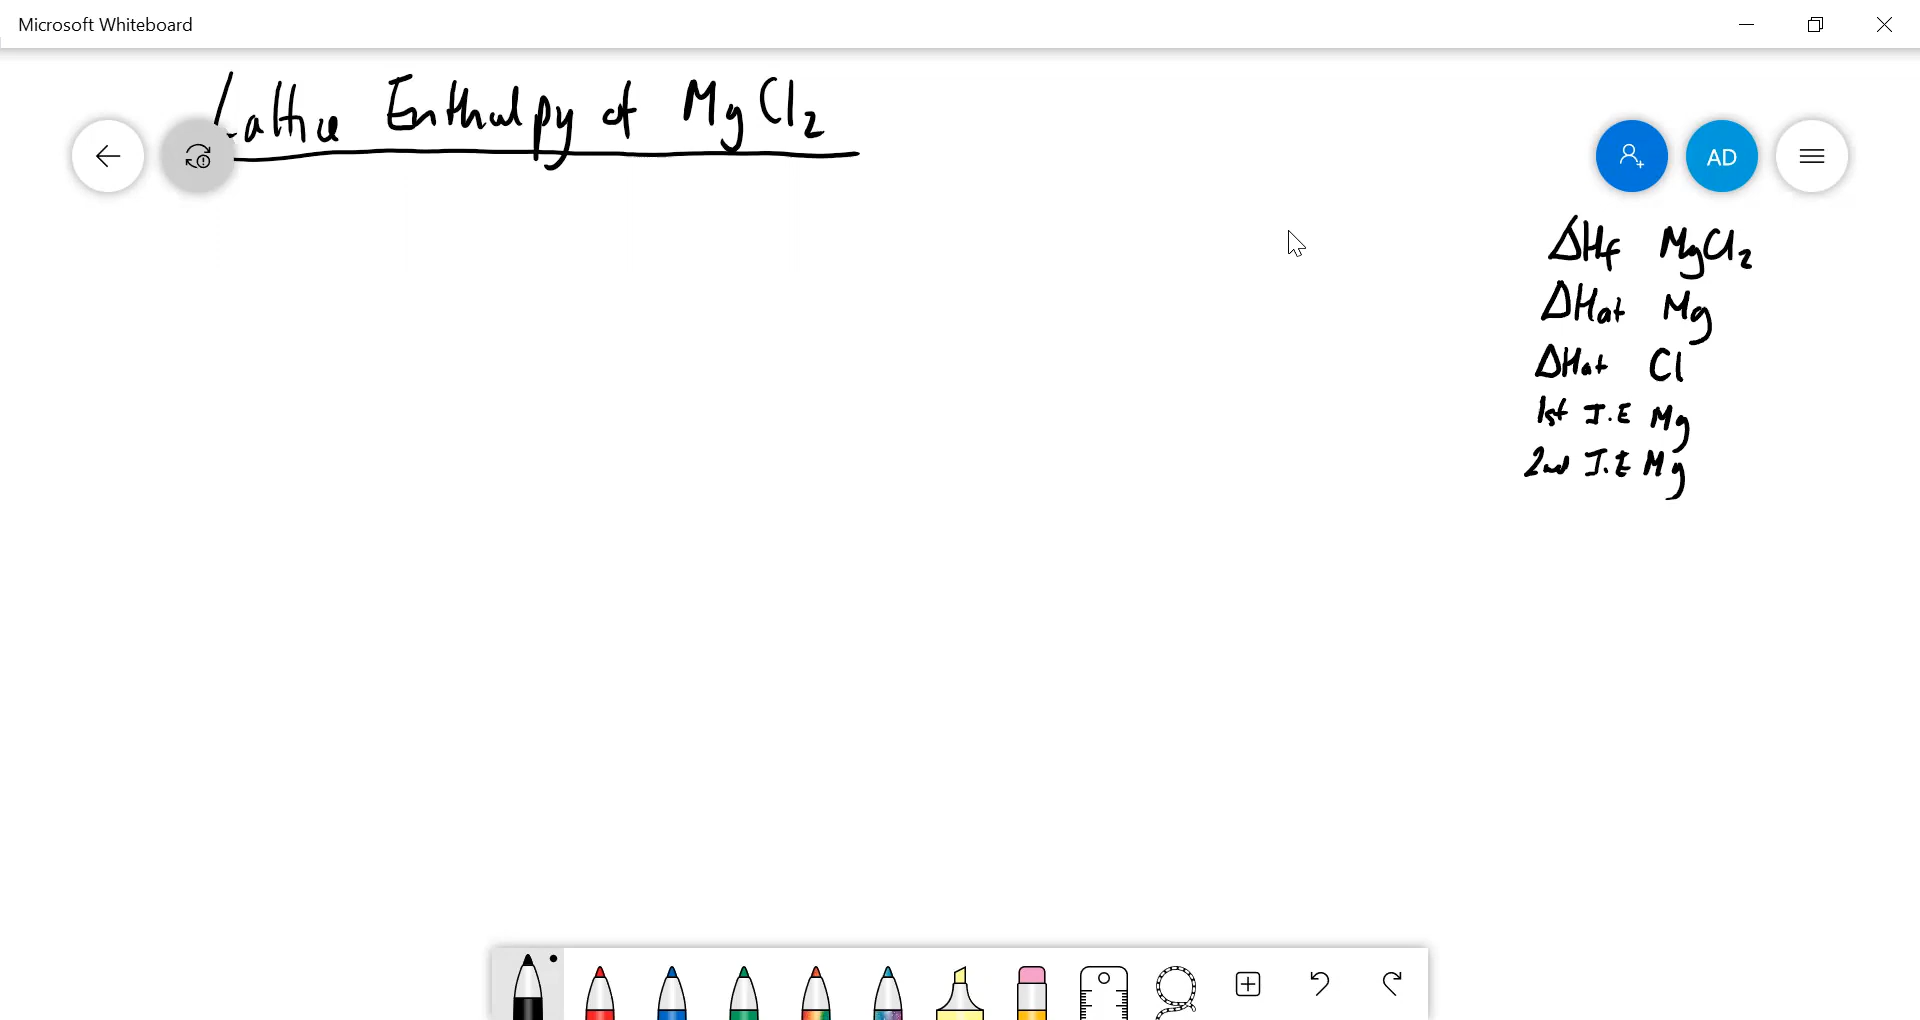 Microsoft Whiteboard
Lattice Enthalpy of MgCl₂
AD
ΔHf MgCl₂
ΔHat Mg
ΔHat Cl
1st I.E Mg
2nd I.E Mg